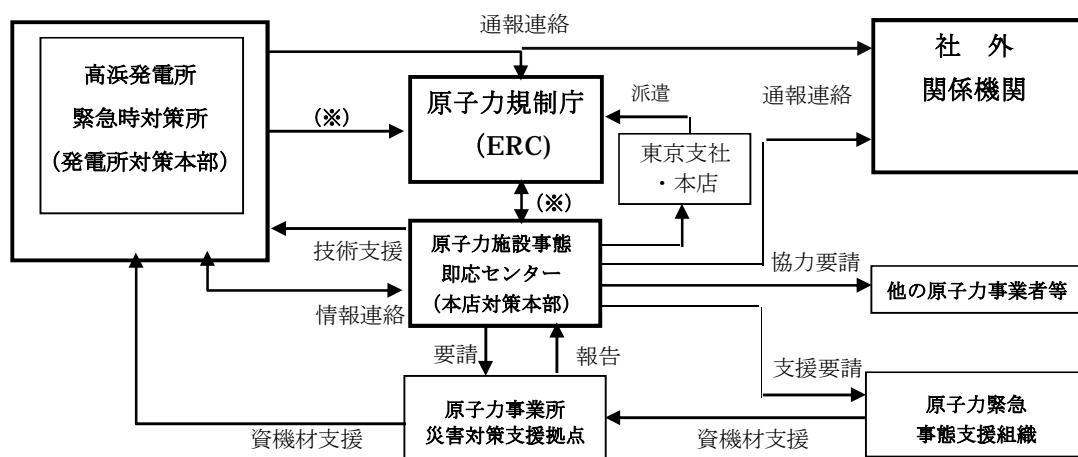 通報連絡
高浜発電所
緊急時対策所
(発電所対策本部)
(※)
原子力規制庁
(ERC)
派遣
通報連絡
社　外
関係機関
東京支社
・本店
(※)
技術支援
原子力施設事態
即応センター
(本店対策本部)
協力要請
他の原子力事業者等
情報連絡
要請
報告
支援要請
原子力事業所
災害対策支援拠点
原子力緊急
事態支援組織
資機材支援
資機材支援